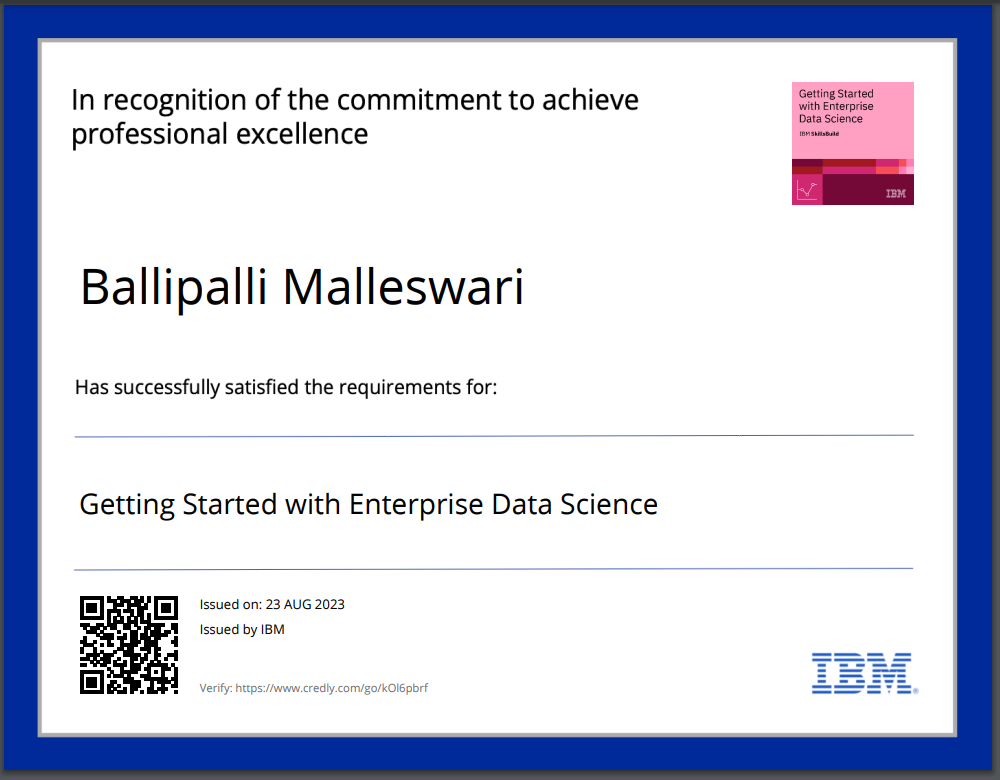 In recognition of the commitment to achieve
professional excellence
Getting Started
with Enterprise
Data Science
IBM SkillsBuild
IBM
Ballipalli Malleswari
Has successfully satisfied the requirements for:
Getting Started with Enterprise Data Science
Issued on: 23 AUG 2023
Issued by IBM
Verify: https://www.credly.com/go/kOl6pbrf
IBM®